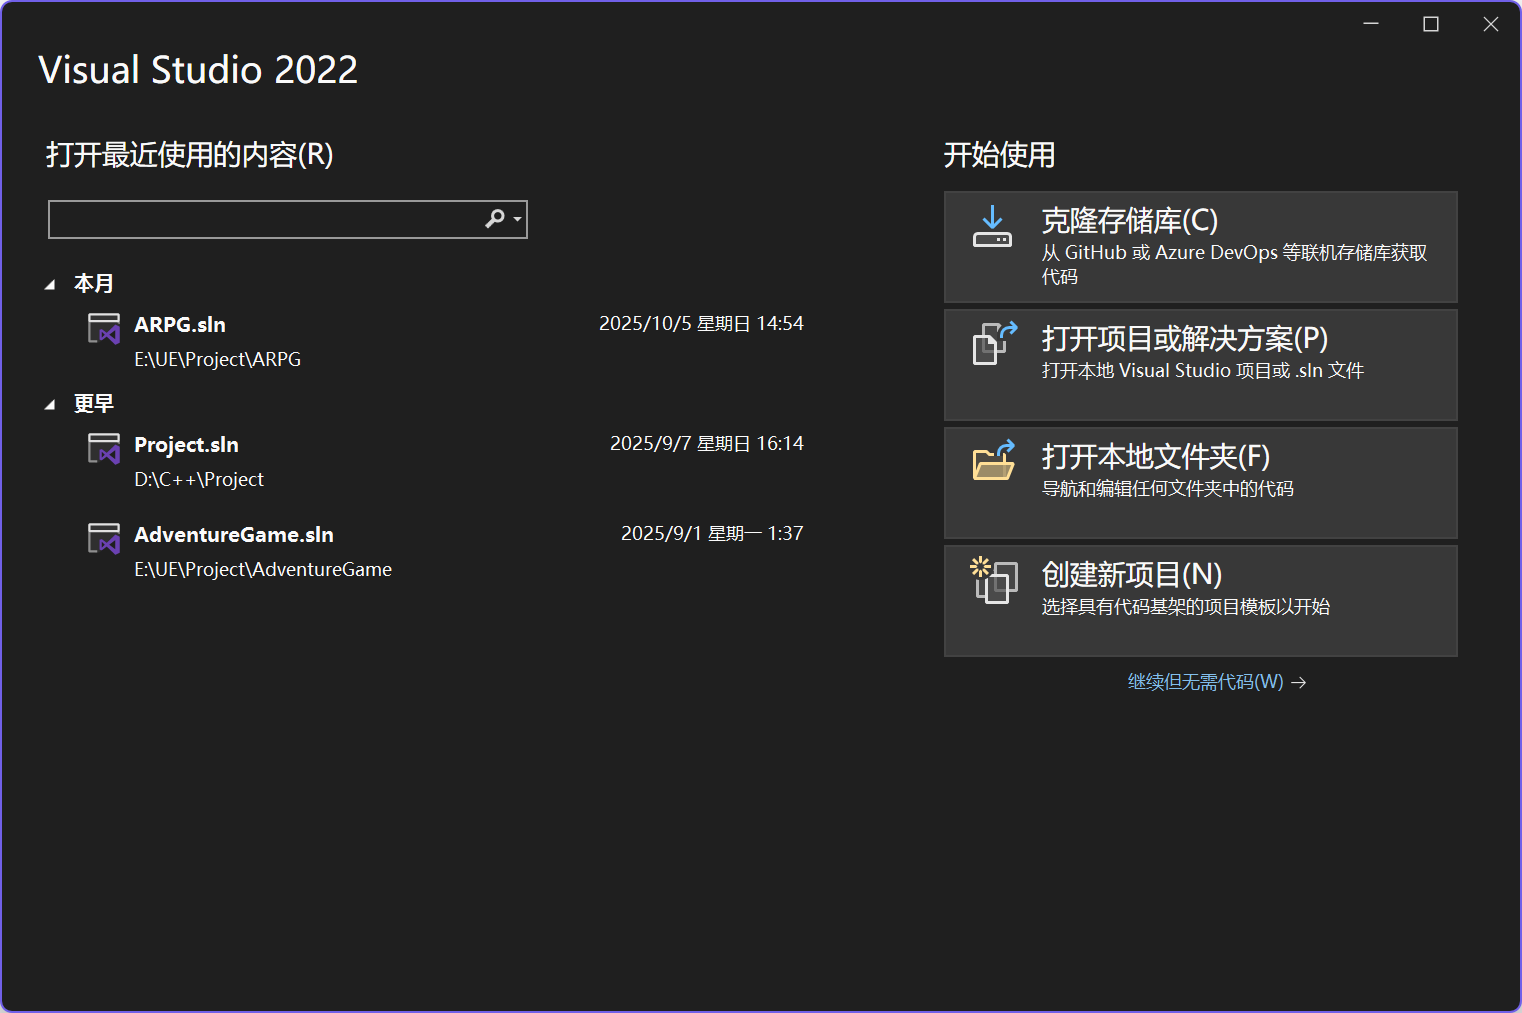 Visual Studio 2022
打开最近使用的内容(R)
本月
ARPG.sln
2025/10/5 星期日 14:54
E:\UE\Project\ARPG
更早
Project.sln
2025/9/7 星期日 16:14
D:\C++\Project
AdventureGame.sln
2025/9/1 星期一 1:37
E:\UE\Project\AdventureGame
开始使用
克隆存储库(C)
从 GitHub 或 Azure DevOps 等联机存储库获取
代码
打开项目或解决方案(P)
打开本地 Visual Studio 项目或 .sln 文件
打开本地文件夹(F)
导航和编辑任何文件夹中的代码
创建新项目(N)
选择具有代码基架的项目模板以开始
继续但无需代码(W) →